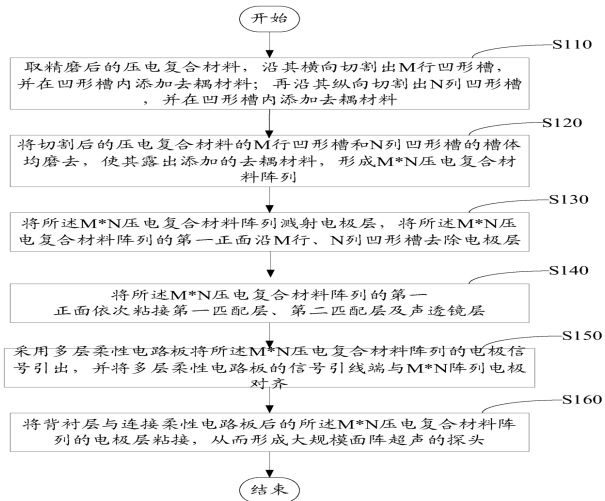 开始
S110
取精磨后的压电复合材料，沿其横向切割出M行凹形槽，
并在凹形槽内添加去耦材料；再沿其纵向切割出N列凹形槽
，并在凹形槽内添加去耦材料
S120
将切割后的压电复合材料的M行凹形槽和N列凹形槽的槽体
均磨去，使其露出添加的去耦材料，形成M*N压电复合材
料阵列
S130
将所述M*N压电复合材料阵列溅射电极层，将所述M*N压
电复合材料阵列的第一正面沿M行、N列凹形槽去除电极层
S140
将所述M*N压电复合材料阵列的第一
正面依次粘接第一匹配层、第二匹配层及声透镜层
S150
采用多层柔性电路板将所述M*N压电复合材料阵列的电极信
号引出，并将多层柔性电路板的信号引线端与M*N阵列电极
对齐
S160
将背衬层与连接柔性电路板后的所述M*N压电复合材料阵
列的电极层粘接，从而形成大规模面阵超声的探头
结束